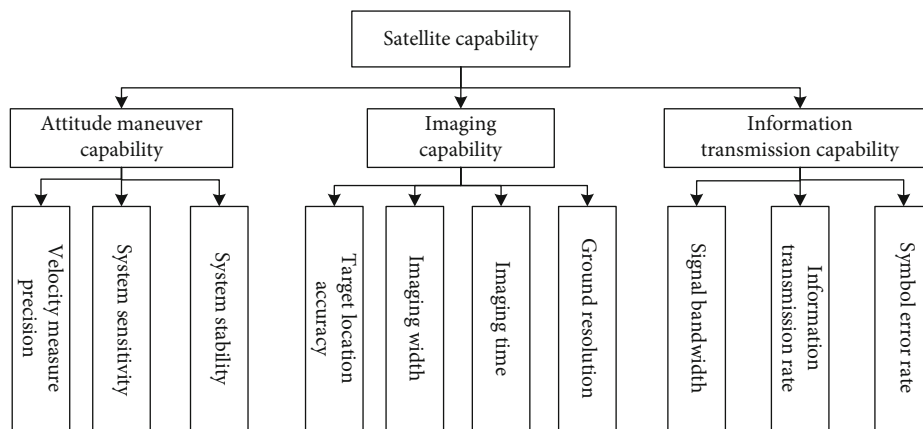 Satellite capability
Attitude maneuver
capability
Imaging
capability
Information
transmission capability
Velocity measure
precision
System sensitivity
System stability
Target location
accuracy
Imaging width
Imaging time
Ground resolution
Signal bandwidth
Information
transmission rate
Symbol error rate